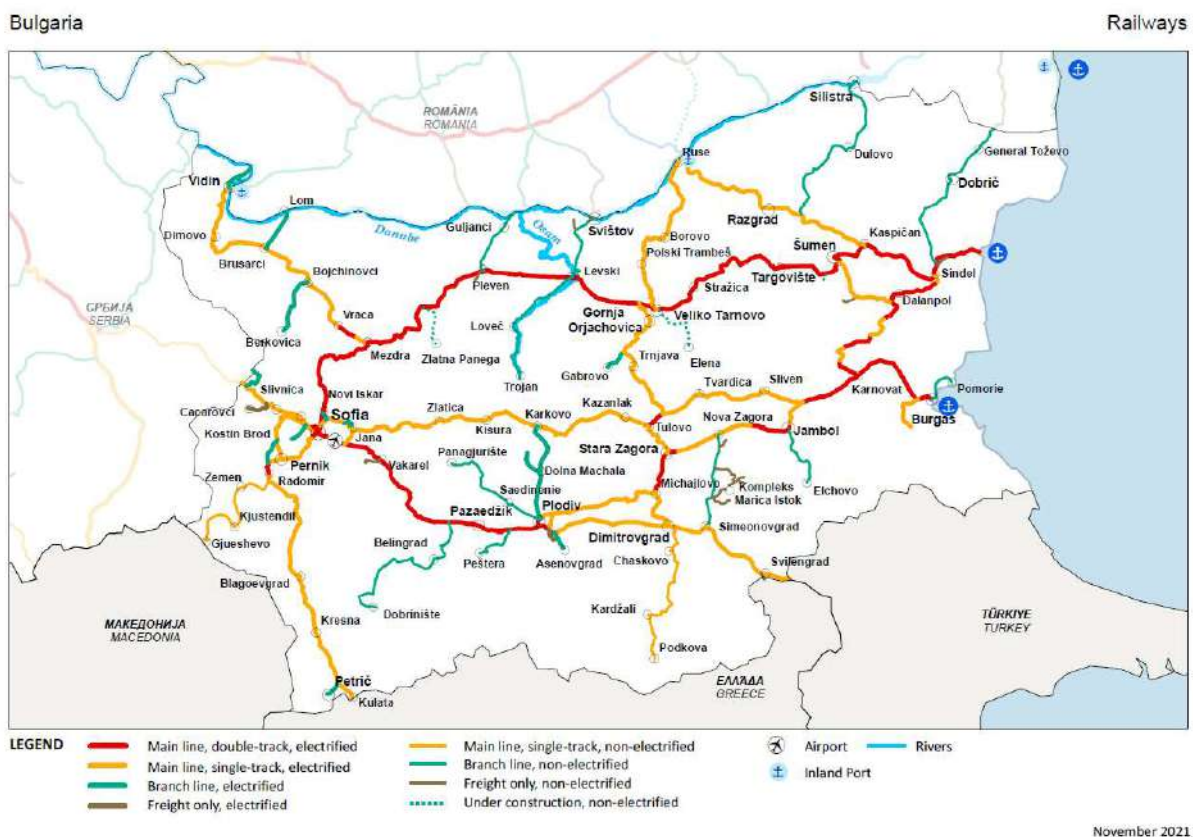 Bulgaria
Railways
ROMÂNIA
ROMANIA
Silistra
Ruse
Dulovo
General Toževo
Vidin
Dobrič
Lom
Razgrad
Guljanci
Danube
Osam
Svištov
Borovo
Kaspičan
Dimovo
Šumen
Brusarci
Polski Trambeš
Bojchinovci
Levski
Targovište
Sindel
Pleven
Stražica
Dalanpol
СРБИЈА
SERBIA
Vraca
Gornja
Orjachovica
Veliko Tarnovo
Loveč
Berkovica
Mezdra
Zlatna Panega
Trnjava
Elena
Gabrovo
Trojan
Tvardica
Sliven
Karnovat
Pomorie
Slivnica
Novi Iskar
Kazanlak
Caparovci
Sofia
Zlatica
Karkovo
Nova Zagora
Burgas
Kostin Brod
Kisura
Tulovo
Jambol
Jana
Panagjurište
Stara Zagora
Pernik
Vakarel
Dolna Machala
Zemen
Radomir
Michajlovo
Kompleks
Marica Istok
Elchovo
Saedinenie
Pazaedžik
Plodiv
Kjustendil
Simeonovgrad
Gjueshevo
Belingrad
Dimitrovgrad
Peštera
Asenovgrad
Chaskovo
Svilengrad
Blagoevgrad
Dobrinište
Kardžali
МАКЕДОНИЈА
MACEDONIA
Kresna
TÜRKIYE
TURKEY
Podkova
Petrič
ΕΛΛΆΔΑ
GREECE
Kulata
LEGEND
Main line, double-track, electrified
Main line, single-track, electrified
Branch line, electrified
Freight only, electrified
Main line, single-track, non-electrified
Branch line, non-electrified
Freight only, non-electrified
Under construction, non-electrified
Airport
Rivers
Inland Port
November 2021